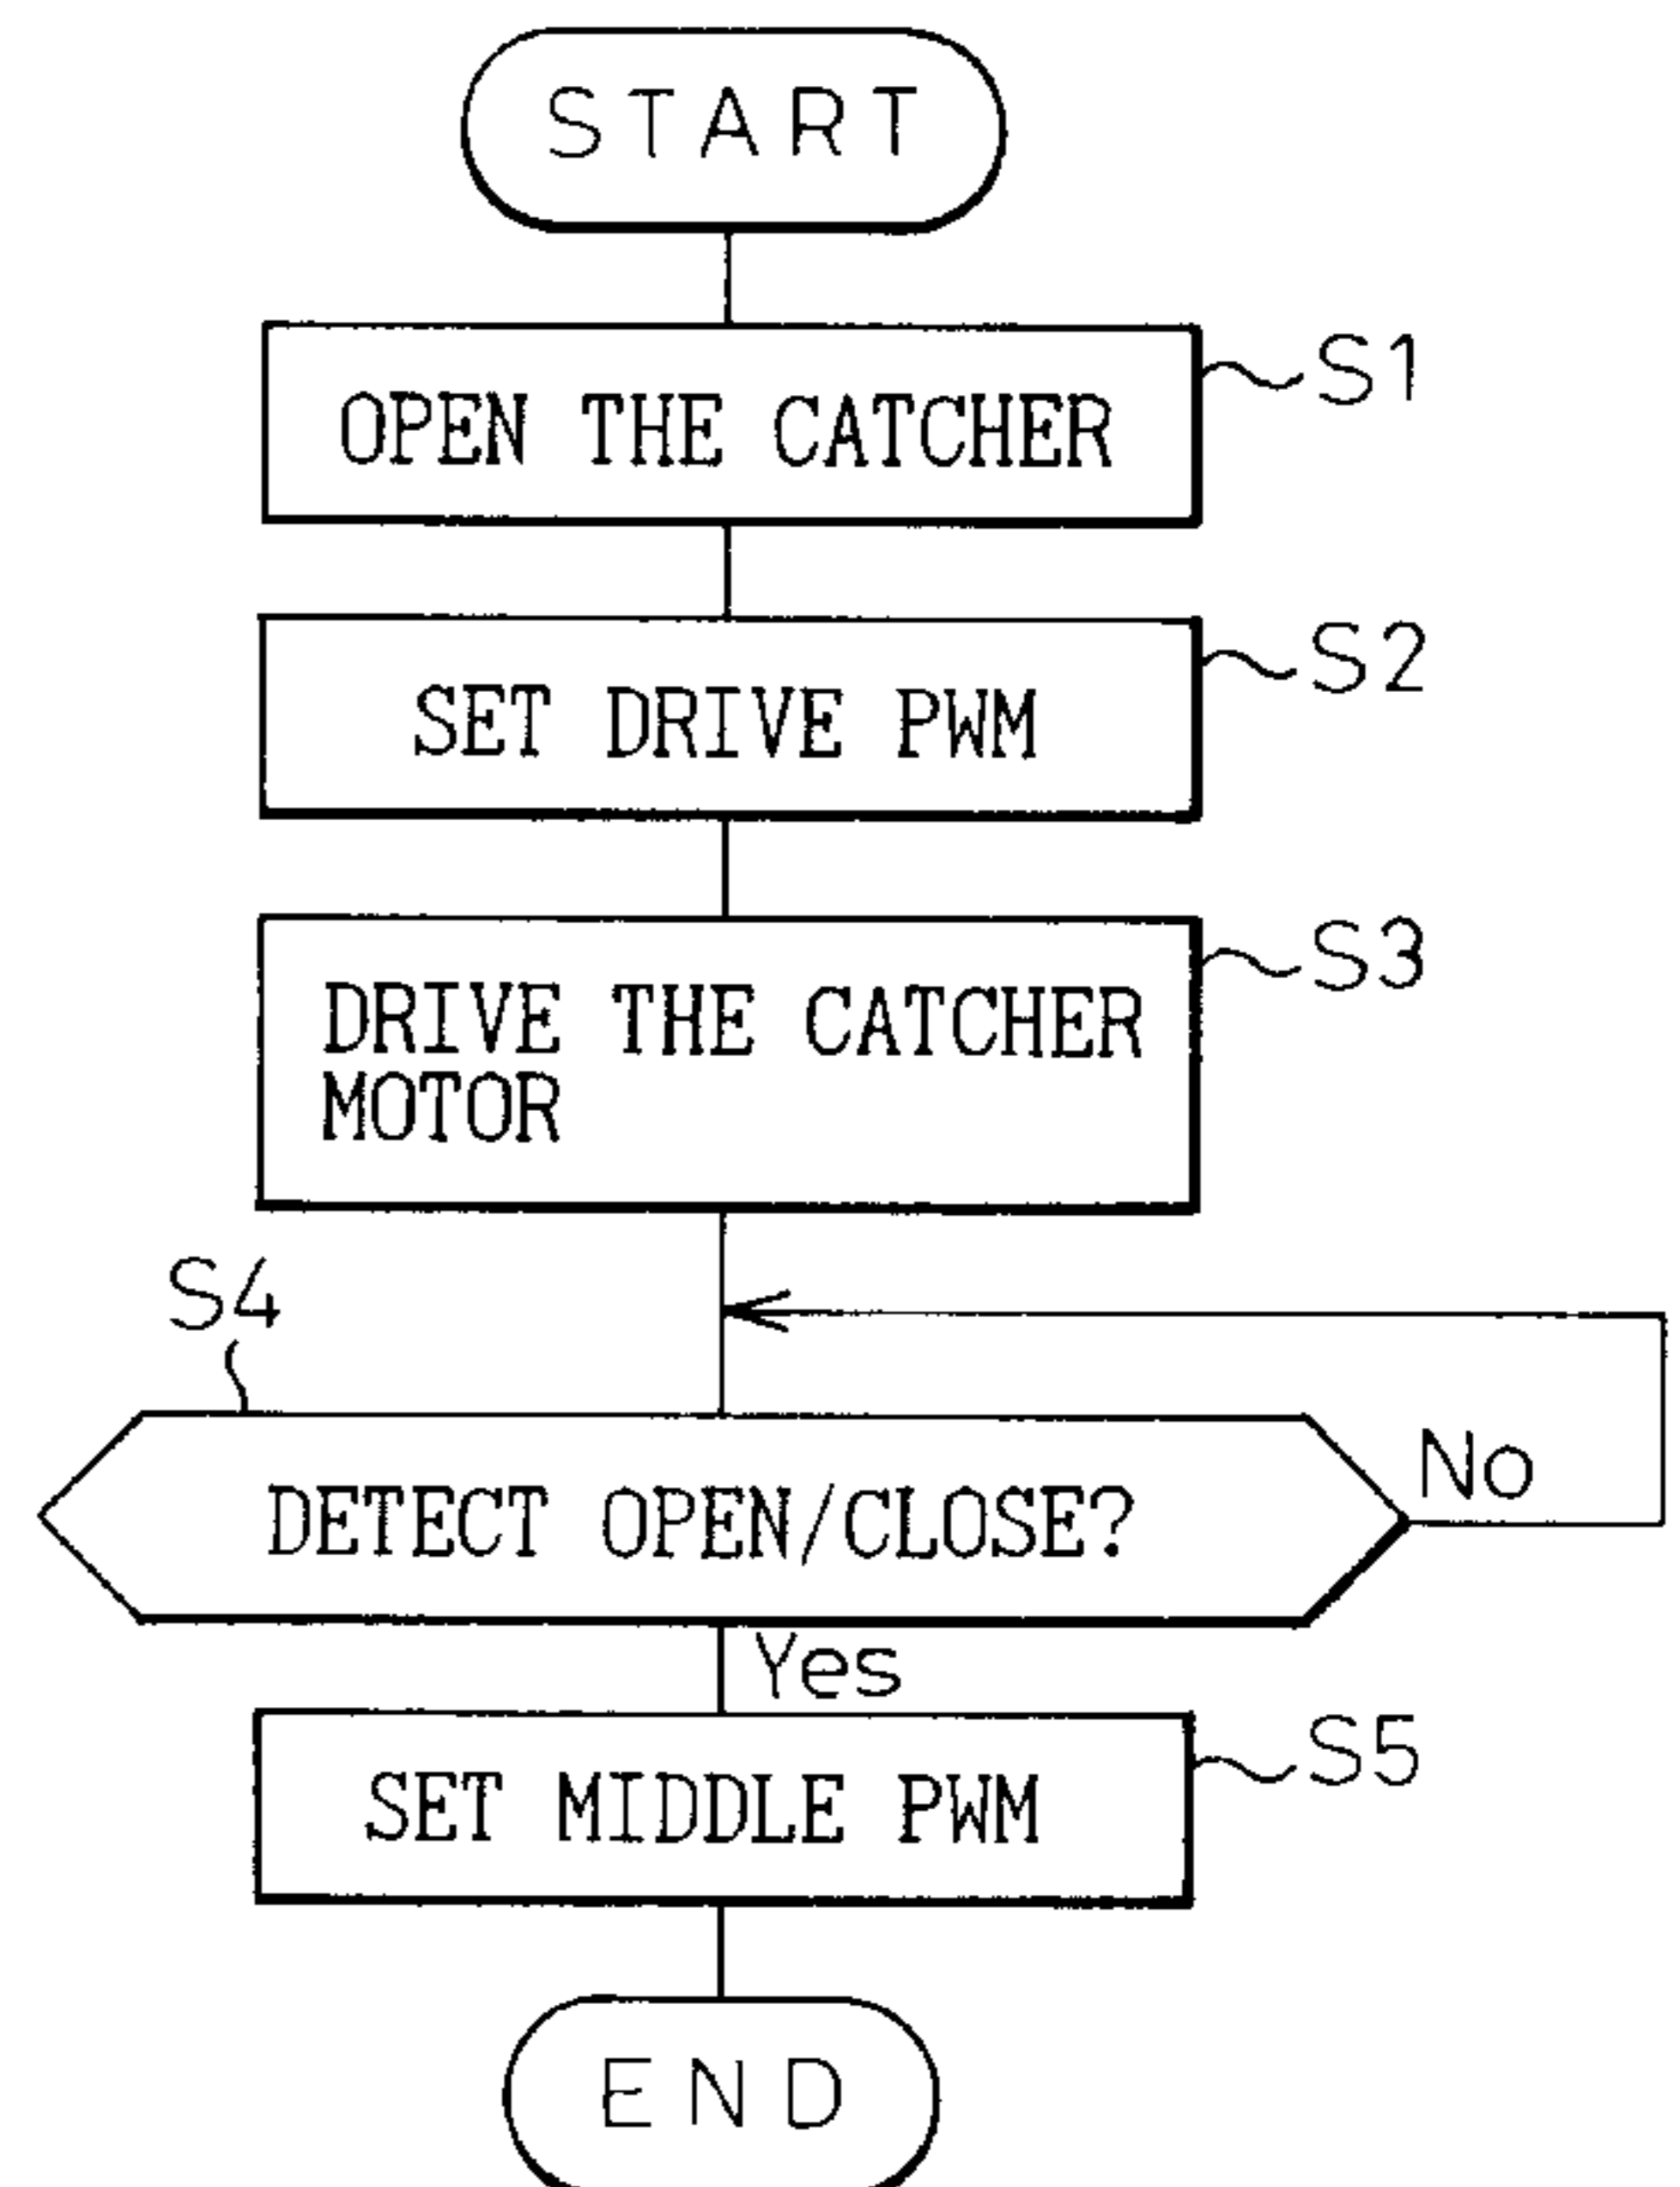 START
OPEN THE CATCHER
S1
SET DRIVE PWM
S2
DRIVE THE CATCHER
MOTOR
S3
S4
DETECT OPEN/CLOSE?
No
Yes
SET MIDDLE PWM
S5
END